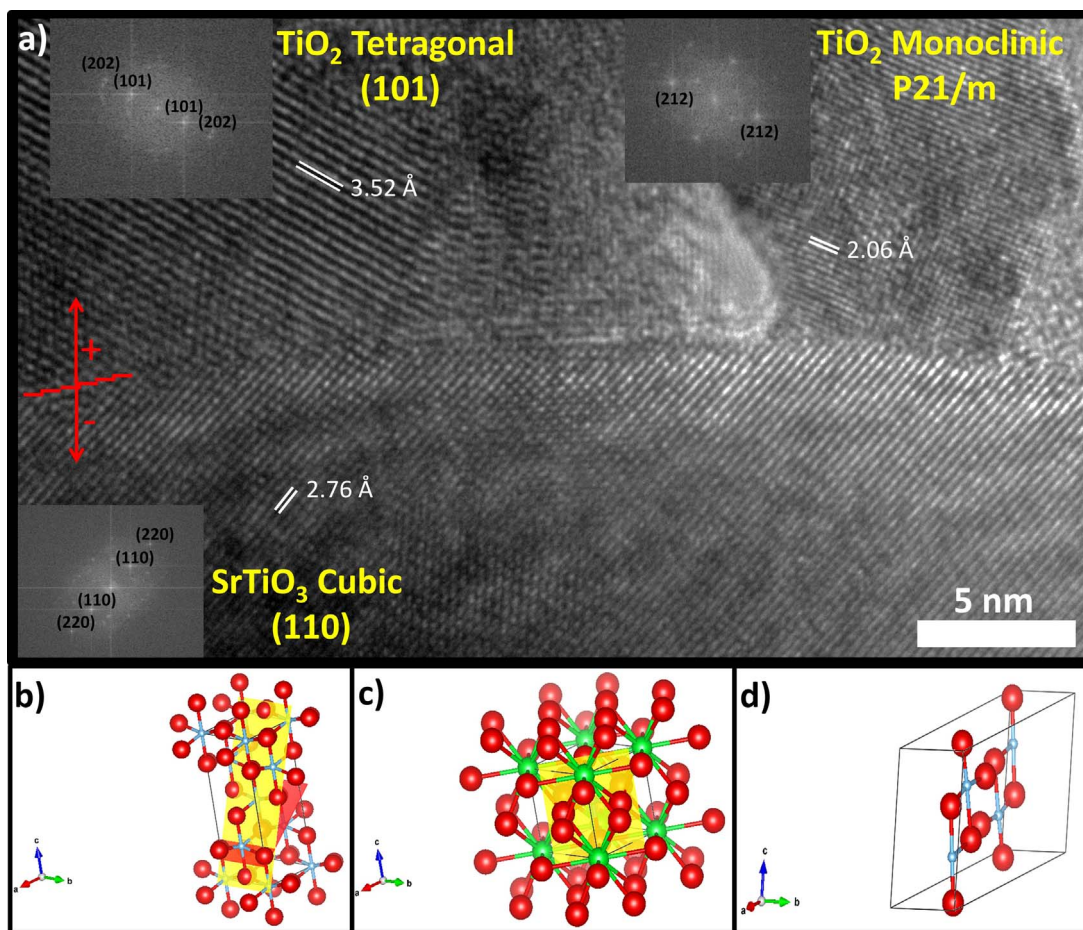 a)
TiO2 Tetragonal
(101)
(202)
(101)
(101)
(202)
TiO2 Monoclinic
P21/m
(212)
(212)
3.52 Å
2.06 Å
+
-
2.76 Å
(220)
(110)
(110)
(220)
SrTiO3 Cubic
(110)
5 nm
b)
c
a
b
c)
c
a
b
d)
c
a
b